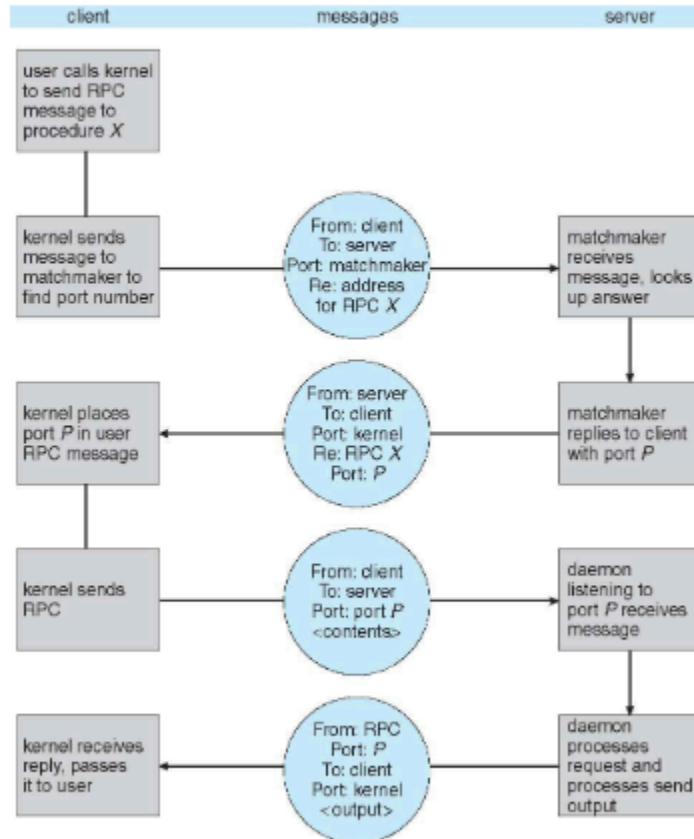 client
messages
server
user calls kernel
to send RPC
message to
procedure X
kernel sends
message to
matchmaker to
find port number
From: client
To: server
Port: matchmaker
Re: address
for RPC X
matchmaker
receives
message, looks
up answer
kernel places
port P in user
RPC message
From: server
To: client
Port: kernel
Re: RPC X
Port: P
matchmaker
replies to client
with port P
kernel sends
RPC
From: client
To: server
Port: port P
<contents>
daemon
listening to
port P receives
message
kernel receives
reply, passes
it to user
From: RPC
Port: P
To: client
Port: kernel
<output>
daemon
processes
request and
processes send
output